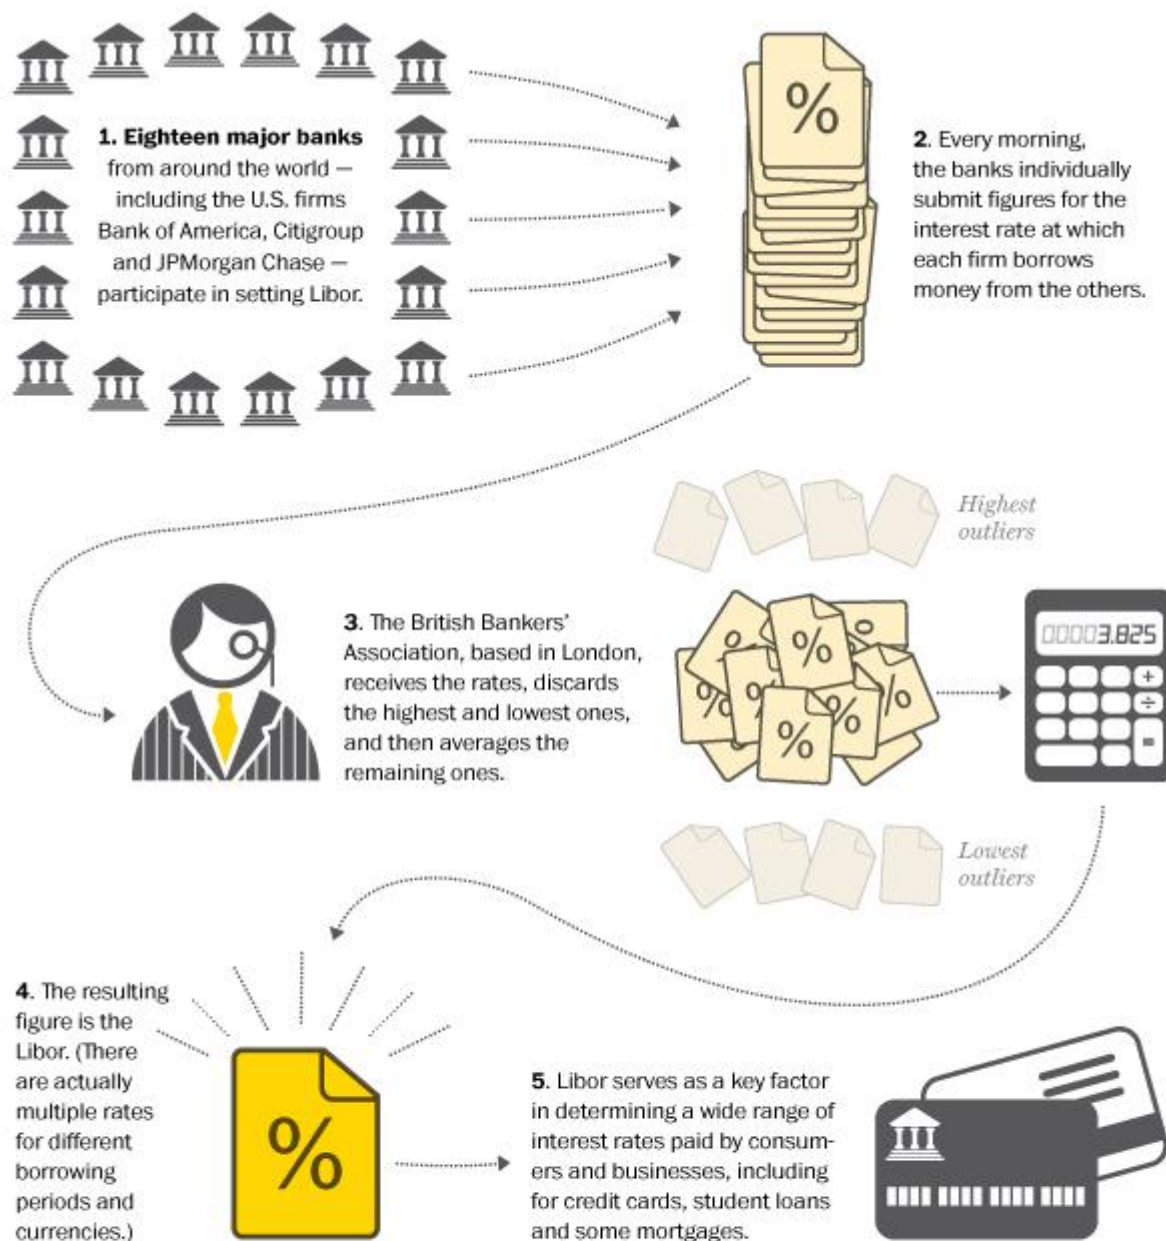 1. Eighteen major banks
from around the world —
including the U.S. firms
Bank of America, Citigroup
and JPMorgan Chase —
participate in setting Libor.
%
2. Every morning,
the banks individually
submit figures for the
interest rate at which
each firm borrows
money from the others.
Highest
outliers
3. The British Bankers'
Association, based in London,
receives the rates, discards
the highest and lowest ones,
and then averages the
remaining ones.
% % % % % % %
00003.825
+
÷
=
Lowest
outliers
4. The resulting
figure is the
Libor. (There
are actually
multiple rates
for different
borrowing
periods and
currencies.)
%
5. Libor serves as a key factor
in determining a wide range of
interest rates paid by consum-
ers and businesses, including
for credit cards, student loans
and some mortgages.